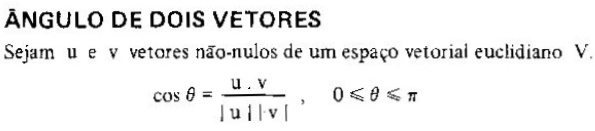 ÂNGULO DE DOIS VETORES
Sejam u e v vetores não-nulos de um espaço vetorial euclidiano V.
cos θ = u . v / |u||v| , 0 ⩽ θ ⩽ π